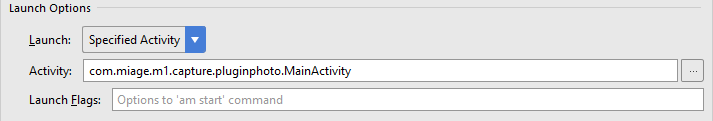 Launch Options
Launch: Specified Activity
Activity: com.miage.m1.capture.pluginphoto.MainActivity ...
Launch Flags: Options to 'am start' command